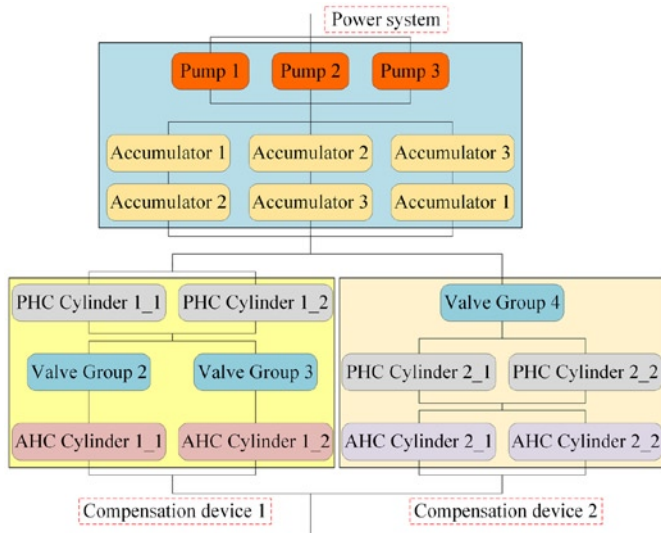 Power system
Pump 1 Pump 2 Pump 3
Accumulator 1 Accumulator 2 Accumulator 3
Accumulator 2 Accumulator 3 Accumulator 1
PHC Cylinder 1_1 PHC Cylinder 1_2 Valve Group 4
Valve Group 2 Valve Group 3 PHC Cylinder 2_1 PHC Cylinder 2_2
AHC Cylinder 1_1 AHC Cylinder 1_2 AHC Cylinder 2_1 AHC Cylinder 2_2
Compensation device 1 Compensation device 2